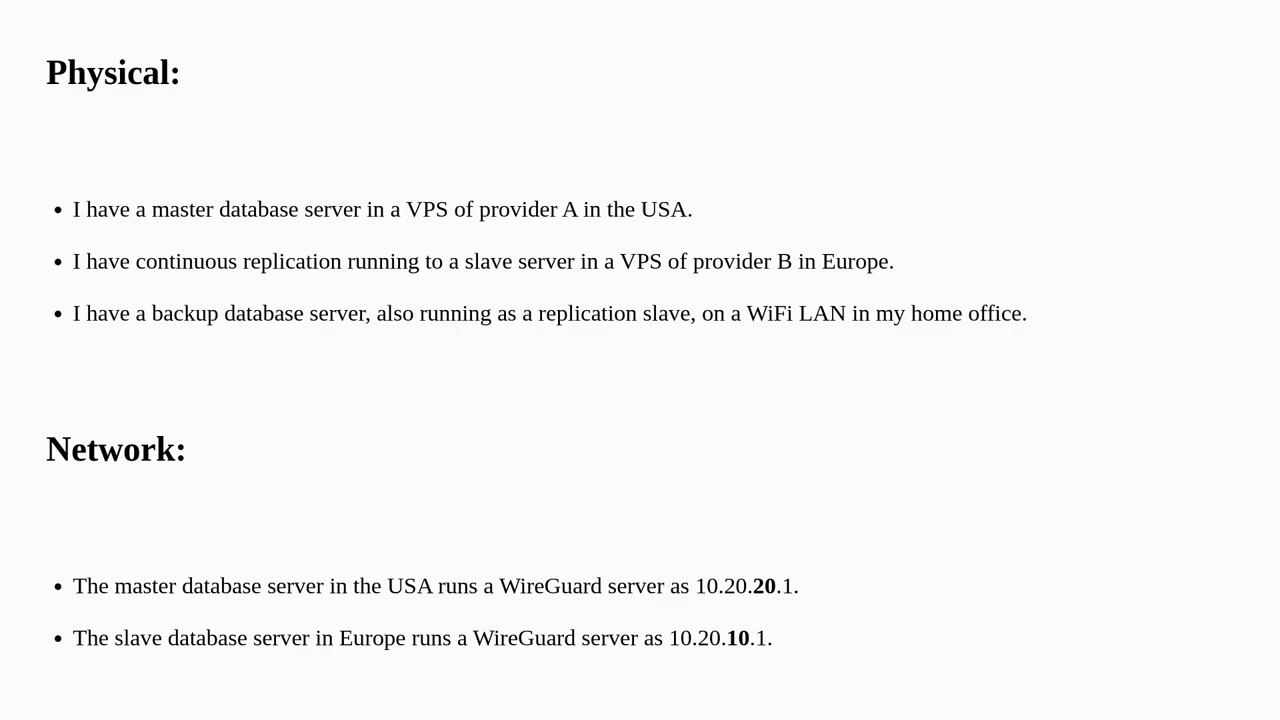 Physical:
• I have a master database server in a VPS of provider A in the USA.
• I have continuous replication running to a slave server in a VPS of provider B in Europe.
• I have a backup database server, also running as a replication slave, on a WiFi LAN in my home office.
Network:
• The master database server in the USA runs a WireGuard server as 10.20.20.1.
• The slave database server in Europe runs a WireGuard server as 10.20.10.1.